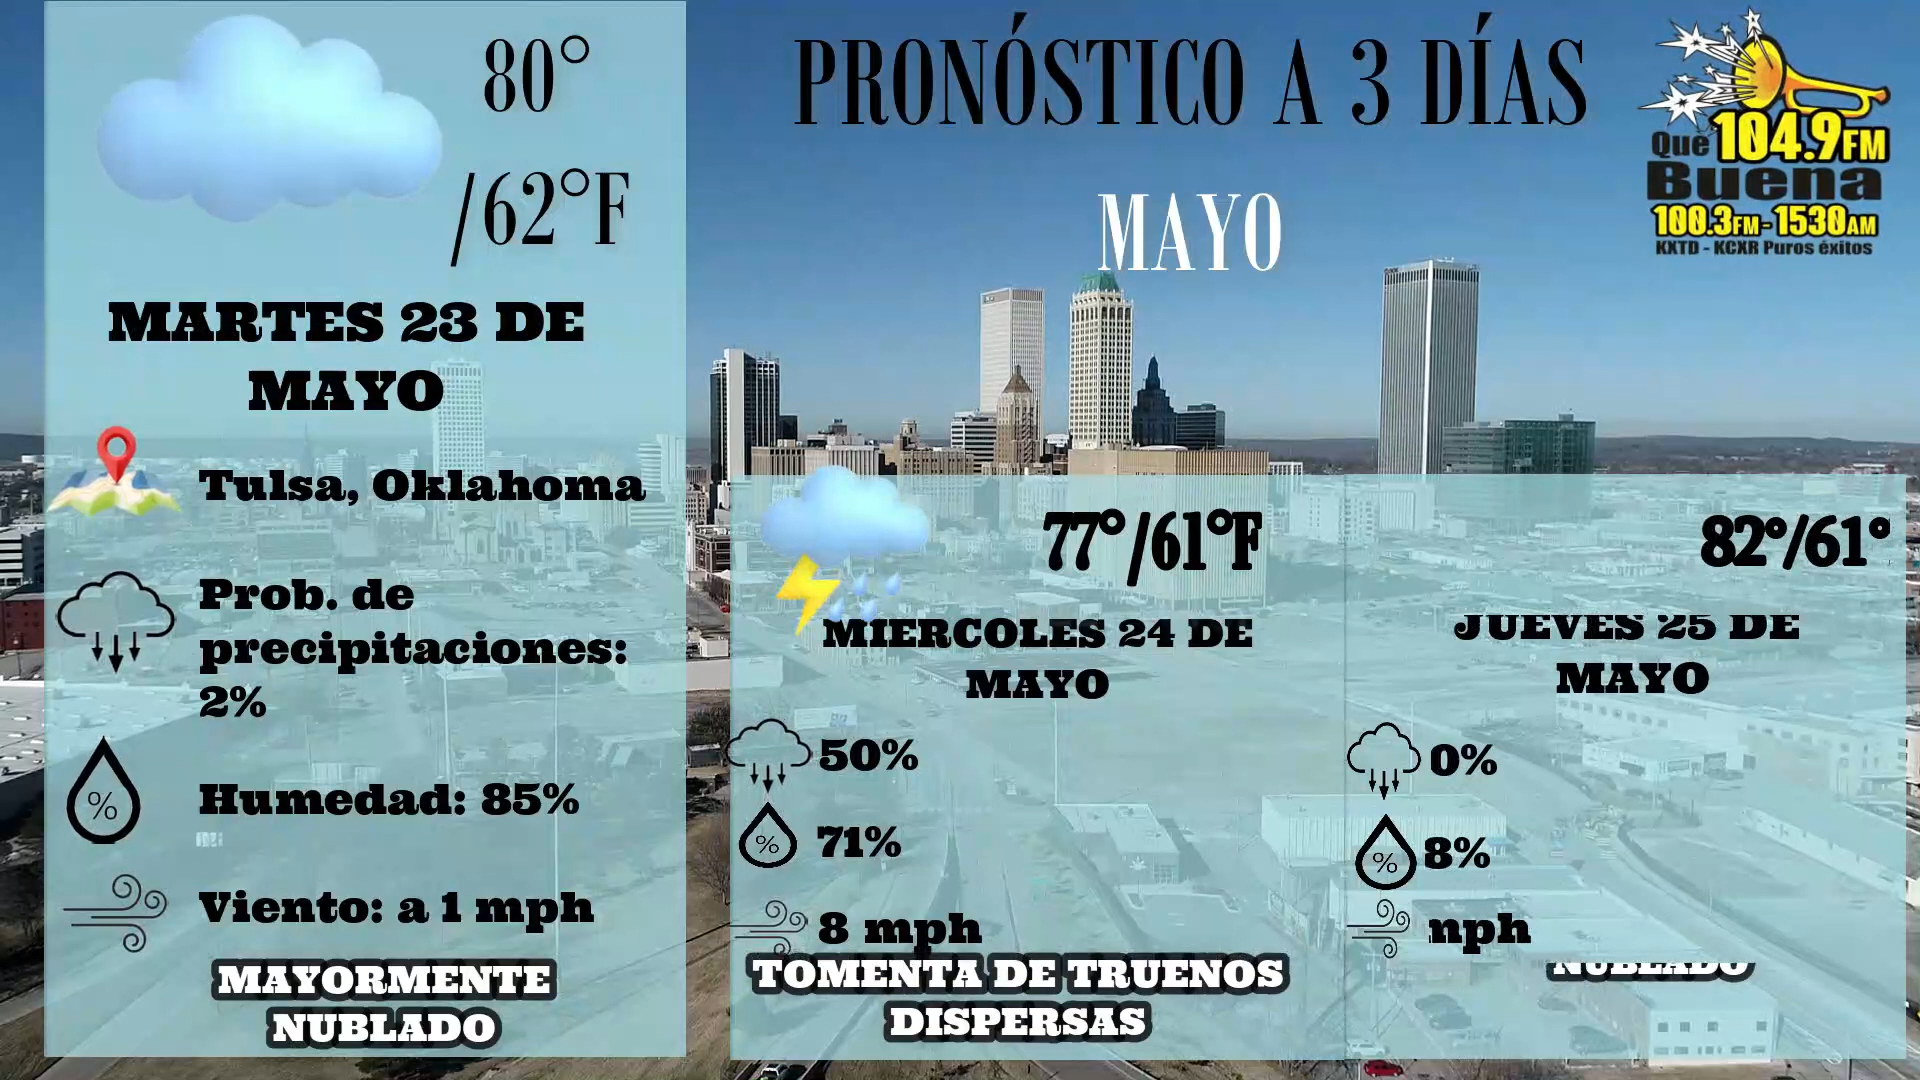 80°
/62°F
MARTES 23 DE
MAYO
Tulsa, Oklahoma
Prob. de
precipitaciones:
2%
%
Humedad: 85%
Viento: a 1 mph
MAYORMENTE
NUBLADO
PRONÓSTICO A 3 DÍAS
MAYO
Que 104.9FM
Buena
100.3FM-1530AM
KXTD - KCXR Puros éxitos
77°/61°F
MIERCOLES 24 DE
MAYO
50%
%
71%
8 mph
TOMENTA DE TRUENOS
DISPERSAS
82°/61°
JUEVES 25 DE
MAYO
0%
%
8%
mph
NUBLADO